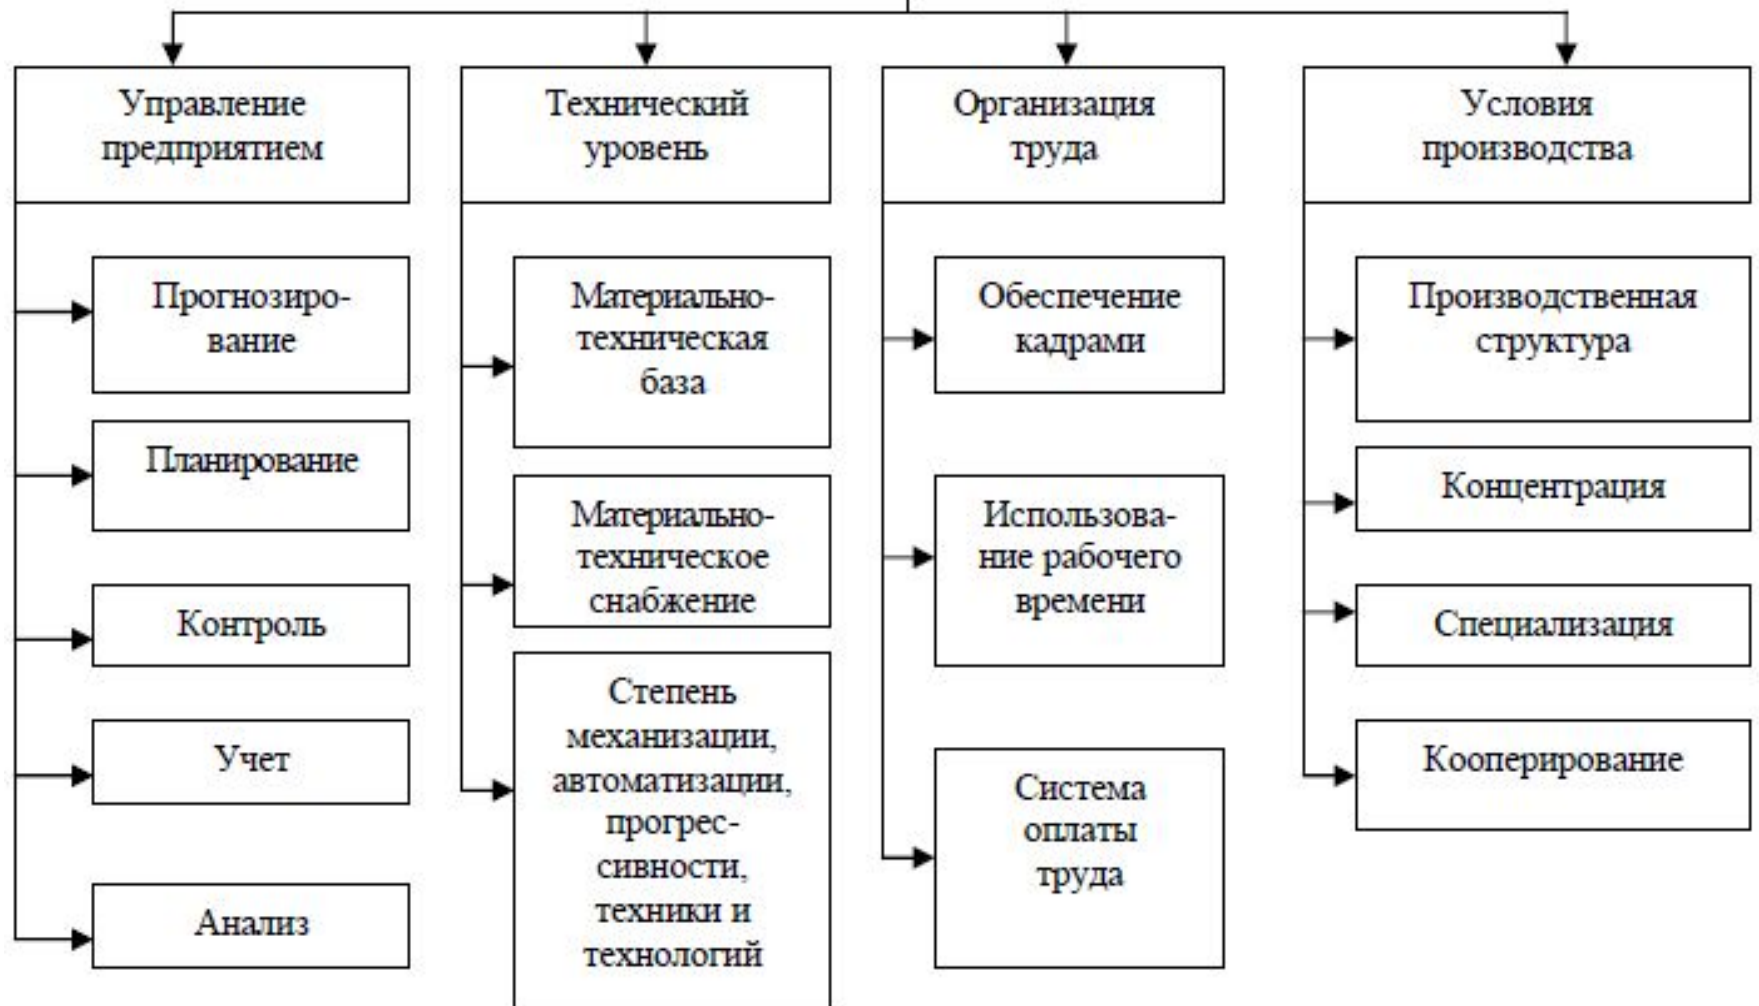 Управление
предприятием
Прогнозиро-
вание
Планирование
Контроль
Учет
Анализ
Технический
уровень
Материально-
техническая
база
Материально-
техническое
снабжение
Степень
механизации,
автоматизации,
прогрес-
сивности,
техники и
технологий
Организация
труда
Обеспечение
кадрами
Использова-
ние рабочего
времени
Система
оплаты
труда
Условия
производства
Производственная
структура
Концентрация
Специализация
Кооперирование